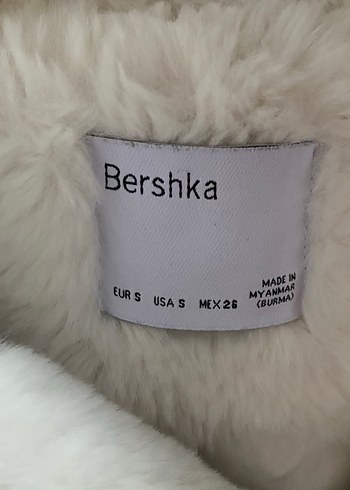 Bershka
EUR S USA S MEX 26
MADE IN
MYANMAR
(BURMA)